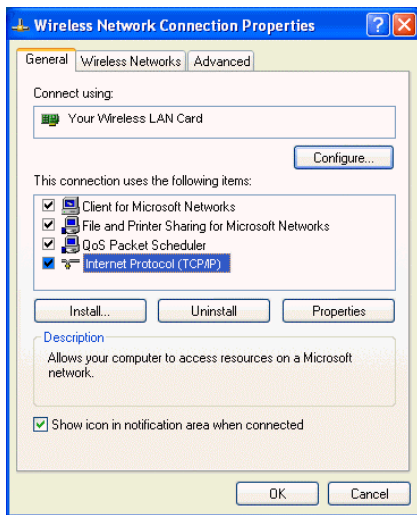 Wireless Network Connection Properties
General Wireless Networks Advanced
Connect using:
Your Wireless LAN Card
Configure...
This connection uses the following items:
Client for Microsoft Networks
File and Printer Sharing for Microsoft Networks
QoS Packet Scheduler
Internet Protocol (TCP/IP)
Install... Uninstall Properties
Description
Allows your computer to access resources on a Microsoft
network.
Show icon in notification area when connected
OK Cancel